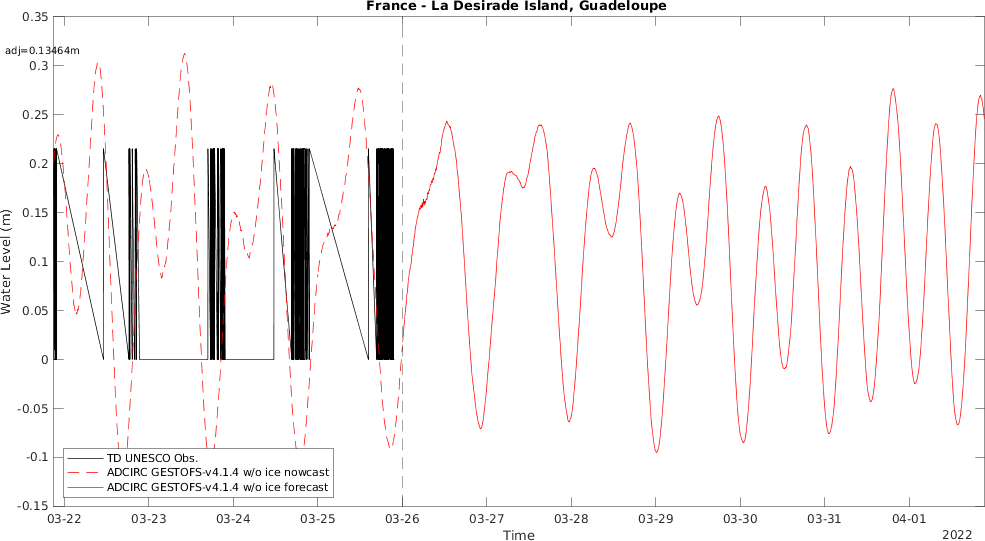 France - La Desirade Island, Guadeloupe
0.35
adj=0.13464m
0.3
0.25
0.2
0.15
0.1
0.05
0
-0.05
-0.1
-0.15
Water Level (m)
TD UNESCO Obs.
ADCIRC GESTOFS-v4.1.4 w/o ice nowcast
ADCIRC GESTOFS-v4.1.4 w/o ice forecast
03-22 03-23 03-24 03-25 03-26 03-27 03-28 03-29 03-30 03-31 04-01
Time
2022